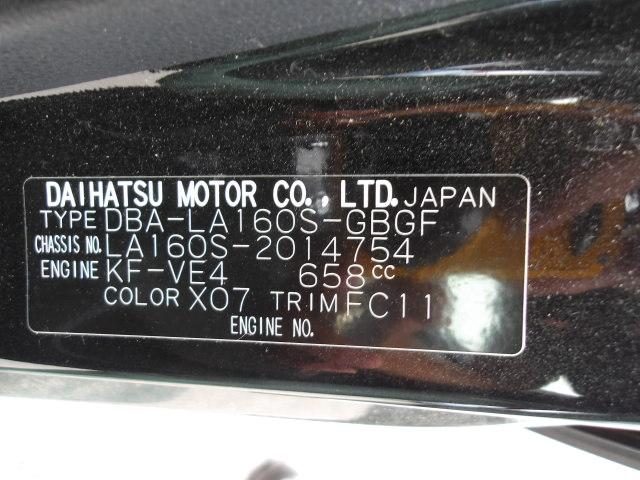 DAIHATSU MOTOR CO., LTD. JAPAN
TYPE DBA-LA160S-GBGF
CHASSIS NO. LA160S-2014754
ENGINE KF-VE4 658cc
COLOR X07 TRIM FC11
ENGINE NO.